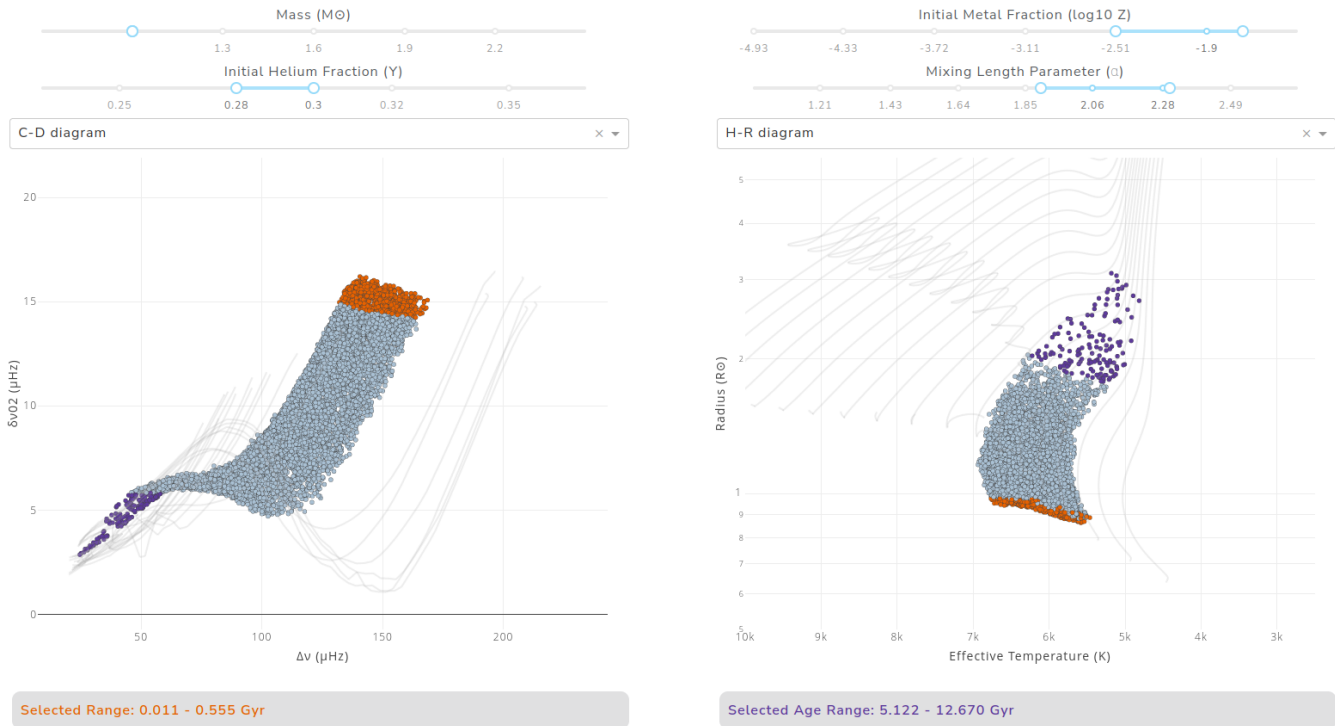 Mass (M⊙)
1.3 1.6 1.9 2.2
Initial Helium Fraction (Y)
0.25 0.28 0.3 0.32 0.35
C-D diagram × 
20
15
10
5
0
δν02 (μHz)
50 100 150 200
Δν (μHz)
Selected Range: 0.011 - 0.555 Gyr
Initial Metal Fraction (log10 Z)
-4.93 -4.33 -3.72 -3.11 -2.51 -1.9
Mixing Length Parameter (α)
1.21 1.43 1.64 1.85 2.06 2.28 2.49
H-R diagram ×
5
4
3
2
1
9
8
7
6
5
Radius (R⊙)
10k 9k 8k 7k 6k 5k 4k 3k
Effective Temperature (K)
Selected Age Range: 5.122 - 12.670 Gyr